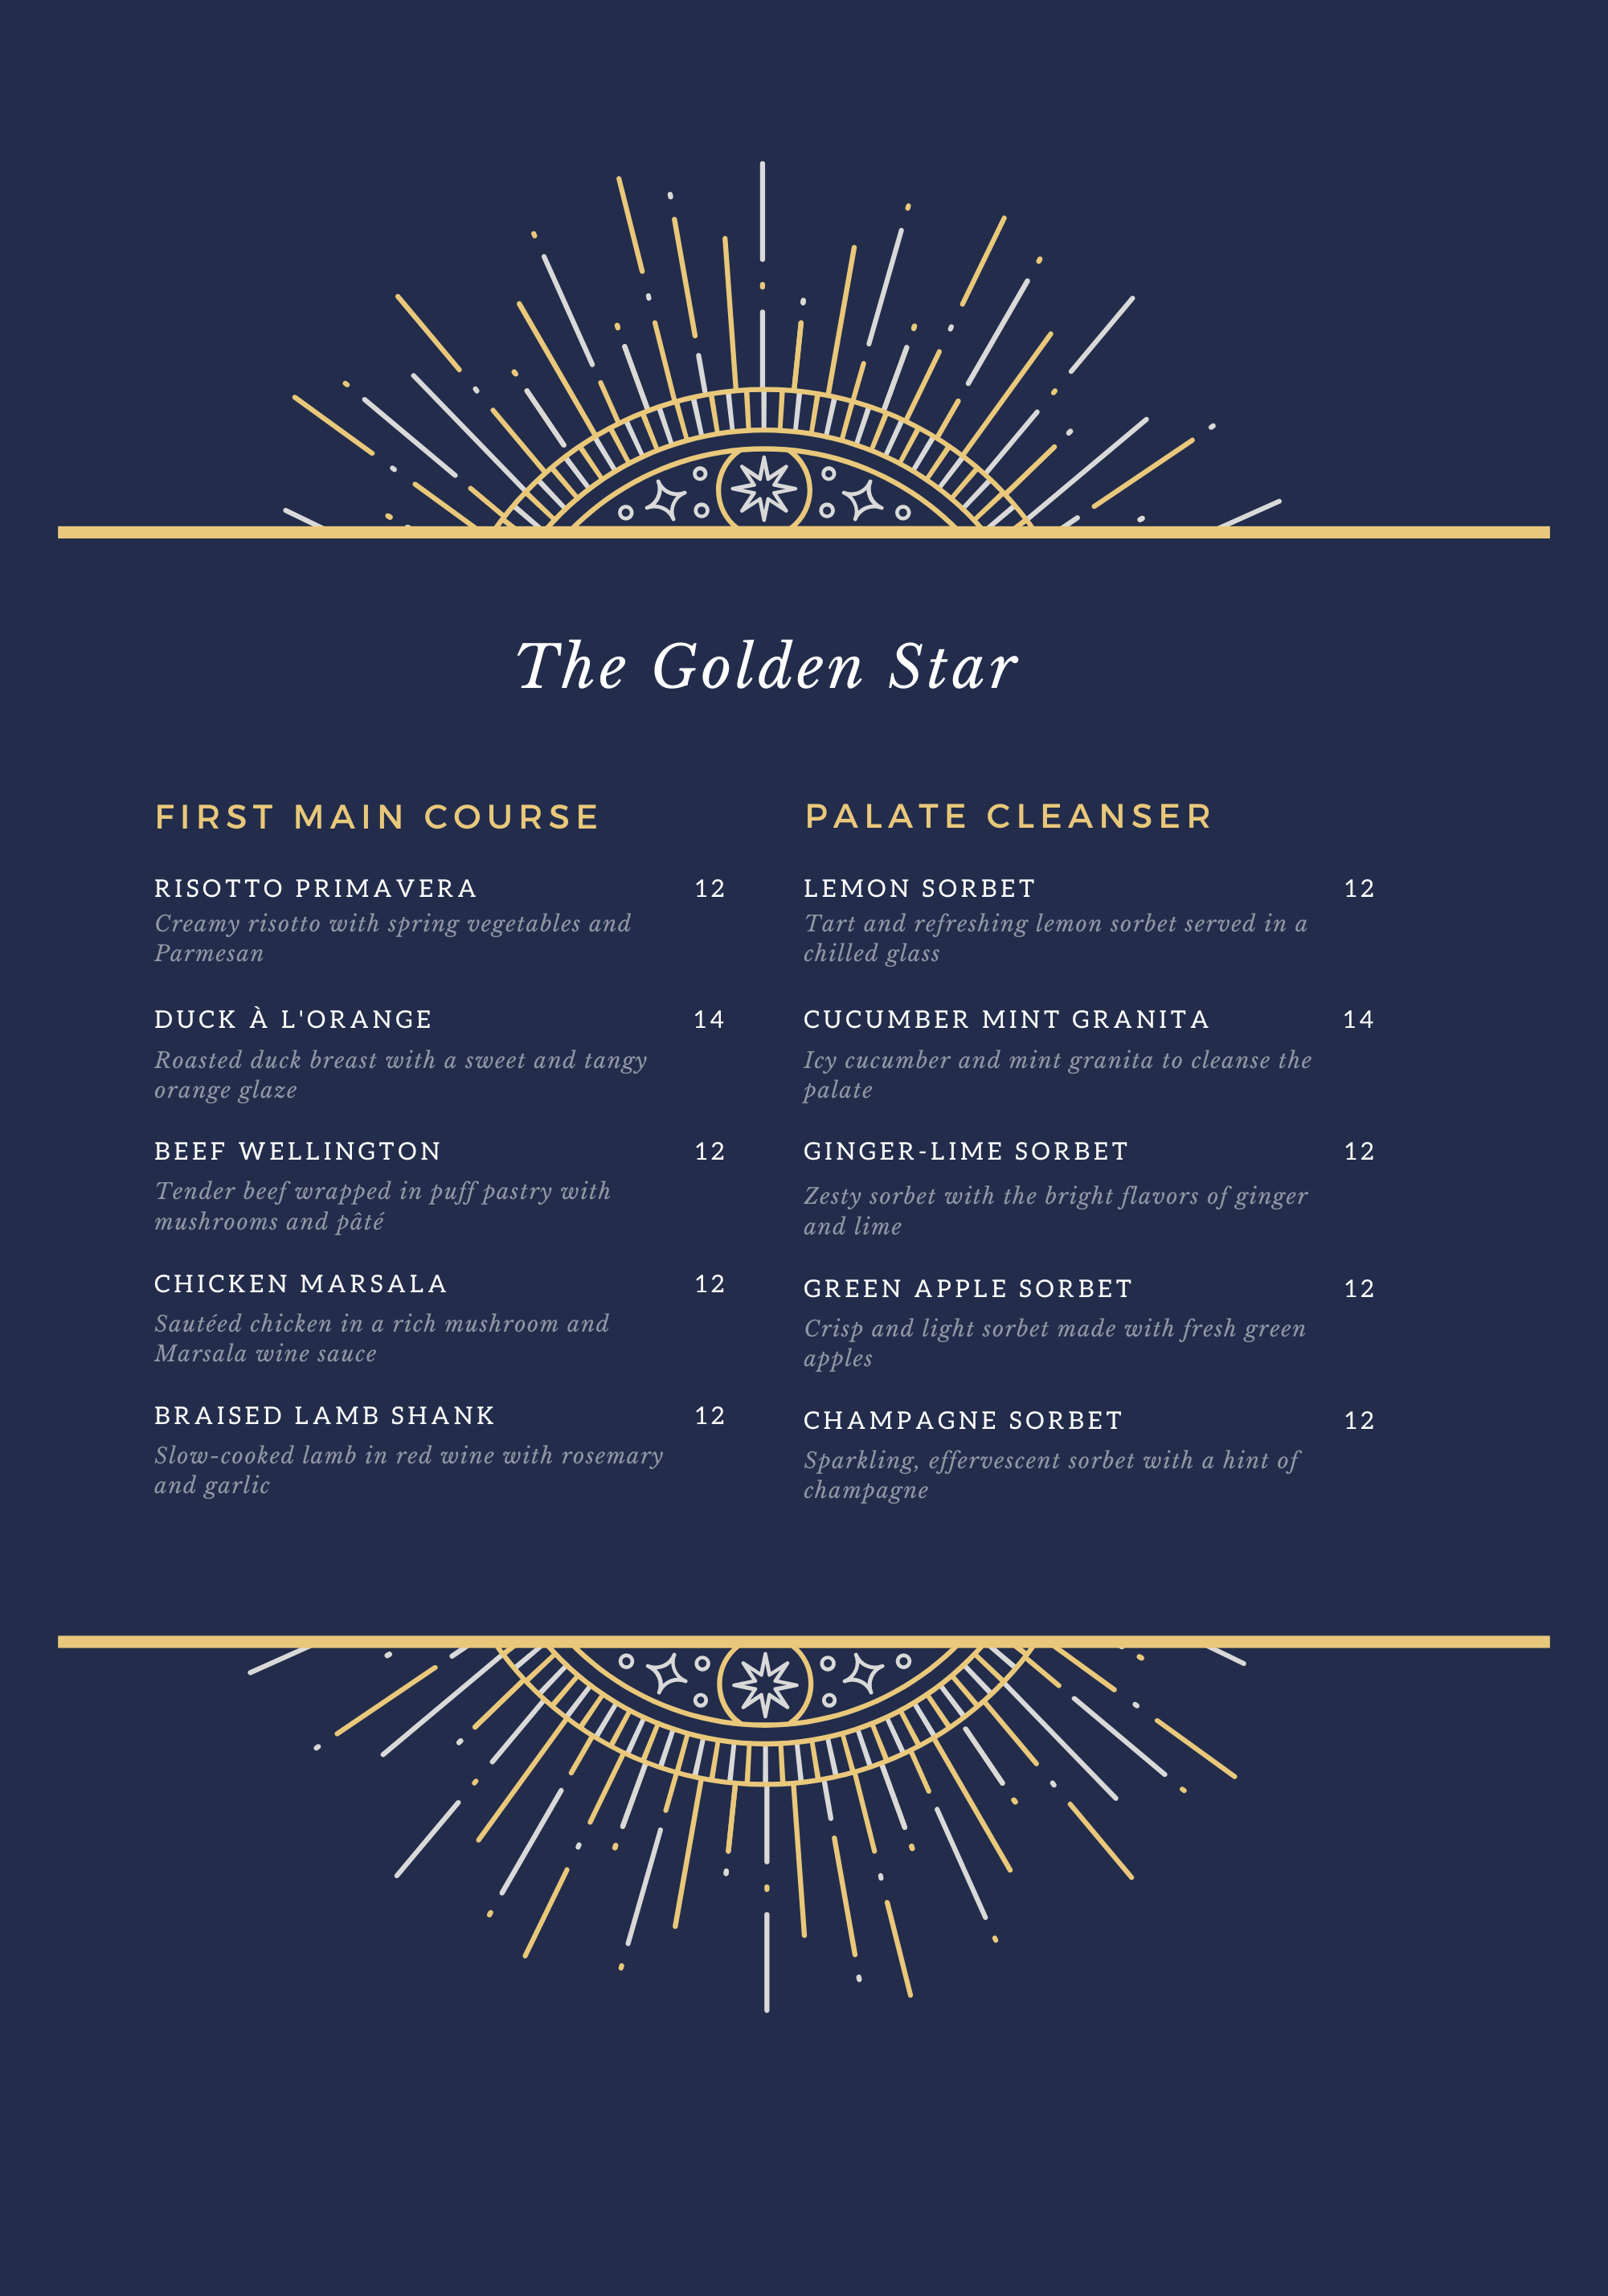 The Golden Star
FIRST MAIN COURSE
RISOTTO PRIMAVERA 12
Creamy risotto with spring vegetables and
Parmesan
DUCK À L'ORANGE 14
Roasted duck breast with a sweet and tangy
orange glaze
BEEF WELLINGTON 12
Tender beef wrapped in puff pastry with
mushrooms and pâté
CHICKEN MARSALA 12
Sautéed chicken in a rich mushroom and
Marsala wine sauce
BRAISED LAMB SHANK 12
Slow-cooked lamb in red wine with rosemary
and garlic
PALATE CLEANSER
LEMON SORBET 12
Tart and refreshing lemon sorbet served in a
chilled glass
CUCUMBER MINT GRANITA 14
Icy cucumber and mint granita to cleanse the
palate
GINGER-LIME SORBET 12
Zesty sorbet with the bright flavors of ginger
and lime
GREEN APPLE SORBET 12
Crisp and light sorbet made with fresh green
apples
CHAMPAGNE SORBET 12
Sparkling, effervescent sorbet with a hint of
champagne